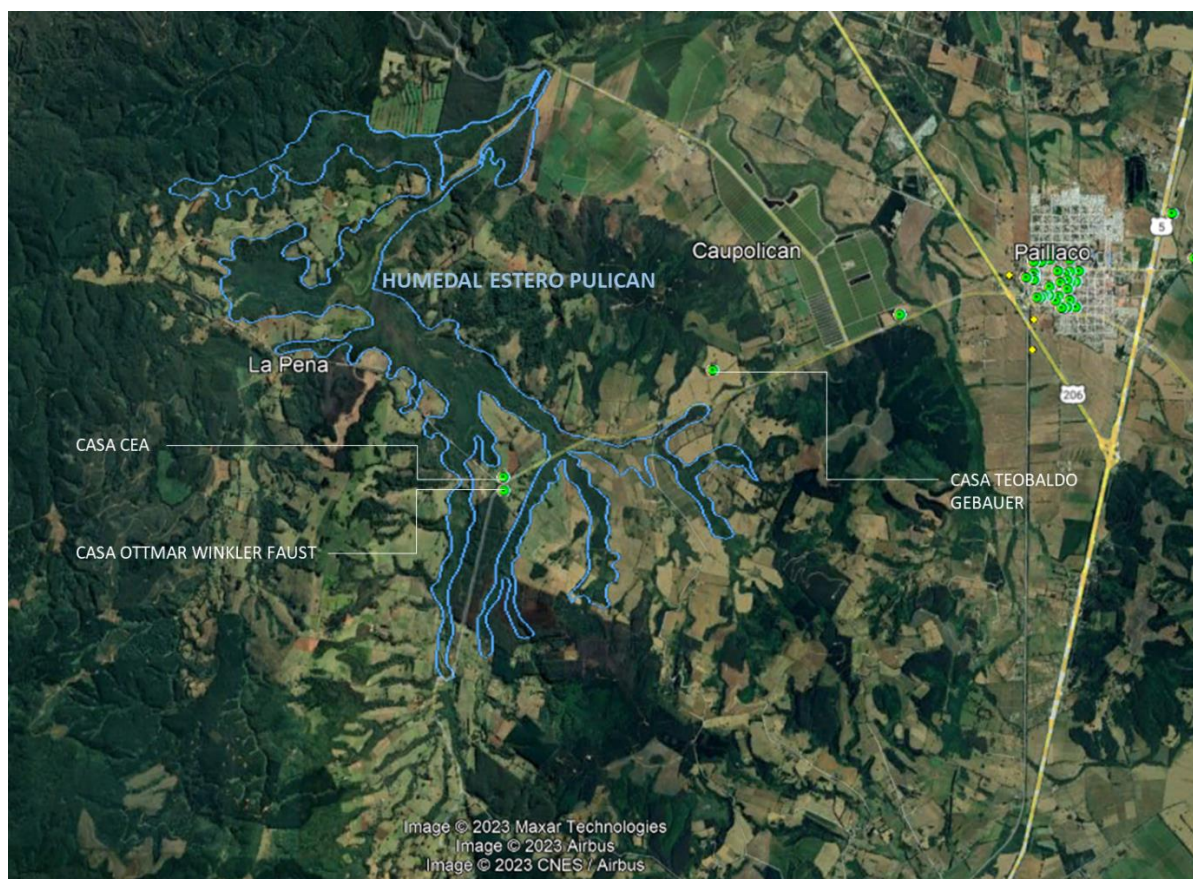 Caupolican
Paillaco
5
HUMEDAL ESTERO PULICAN
La Pena
206
CASA CEA
CASA TEOBALDO
GEBAUER
CASA OTTMAR WINKLER FAUST
Image © 2023 Maxar Technologies
Image © 2023 Airbus
Image © 2023 CNES / Airbus